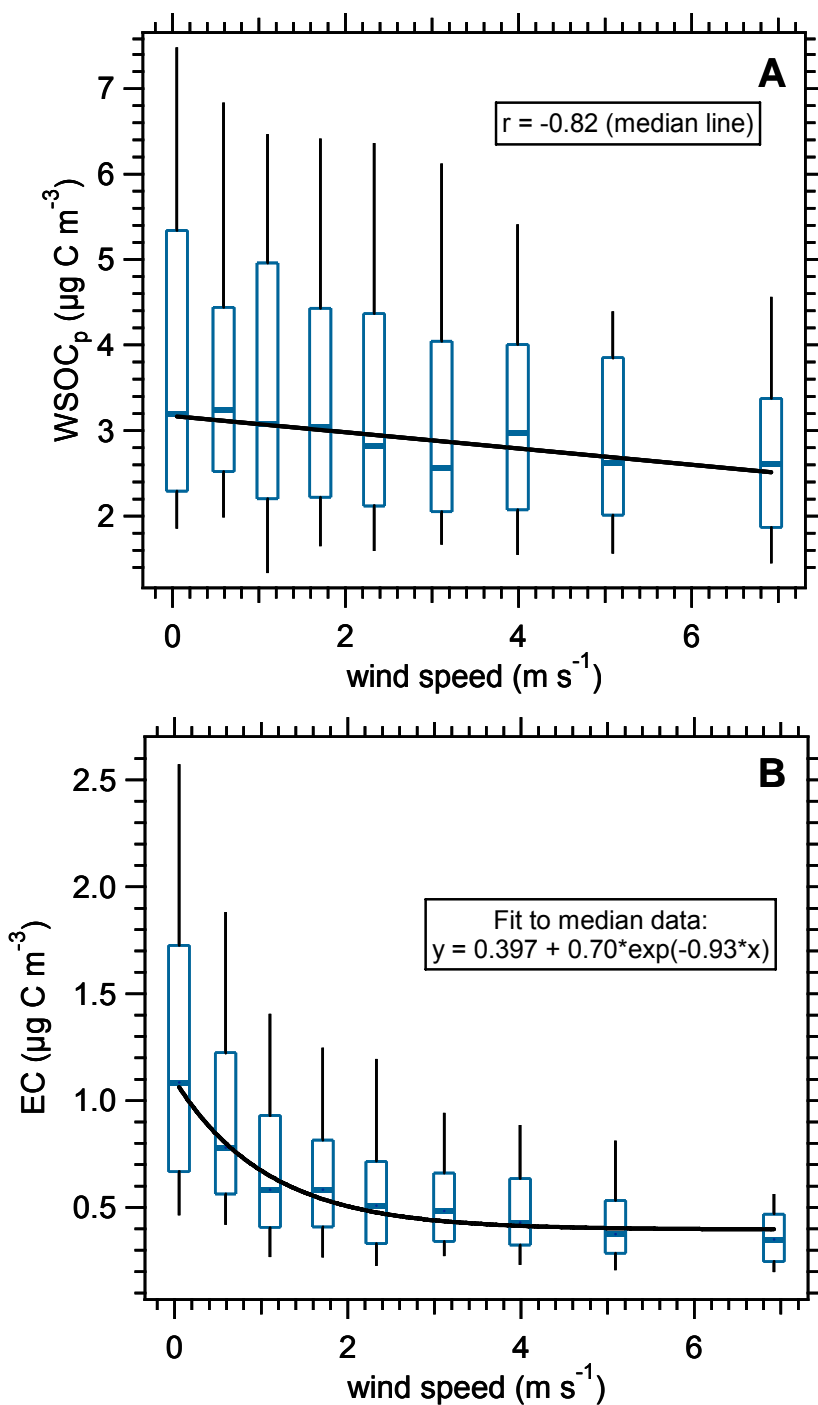 A
r = -0.82 (median line)
7
6
5
4
3
2
WSOCp (µg C m-3)
0 2 4 6
wind speed (m s-1)
B
Fit to median data:
y = 0.397 + 0.70*exp(-0.93*x)
2.5
2.0
1.5
1.0
0.5
EC (µg C m-3)
0 2 4 6
wind speed (m s-1)